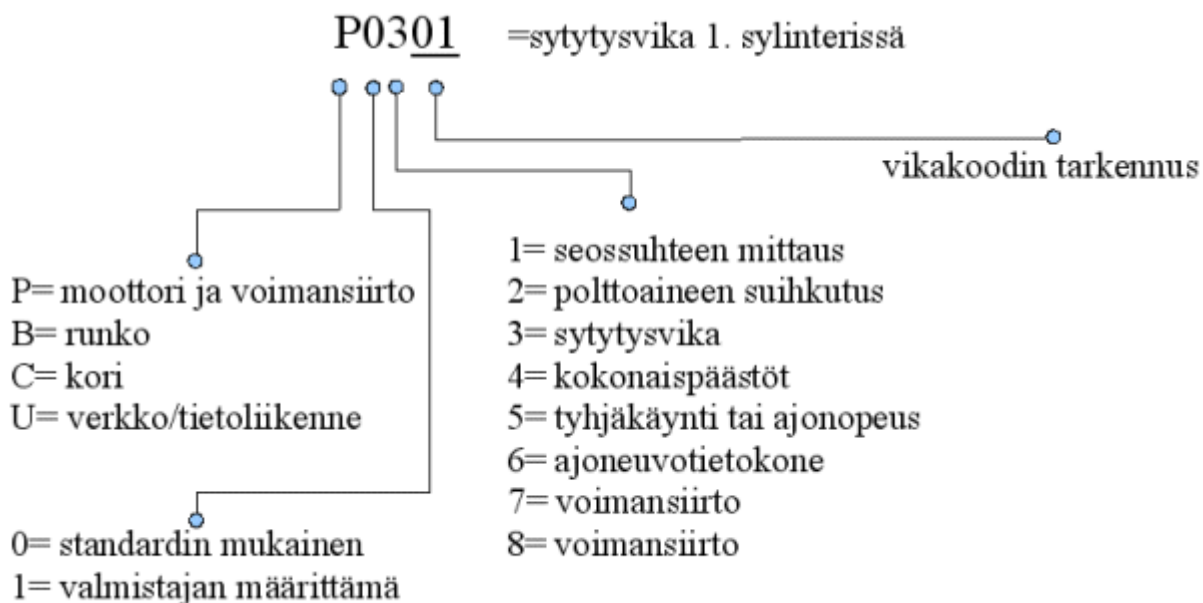 P0301 =sytytysvika 1. sylinterissä
vikakoodin tarkennus
P= moottori ja voimansiirto
B= runko
C= kori
U= verkko/tietoliikenne
0= standardin mukainen
1= valmistajan määrittämä
1= seossuhteen mittaus
2= polttoaineen suihkutus
3= sytytysvika
4= kokonaispäästöt
5= tyhjäkäynti tai ajonopeus
6= ajoneuvotietokone
7= voimansiirto
8= voimansiirto